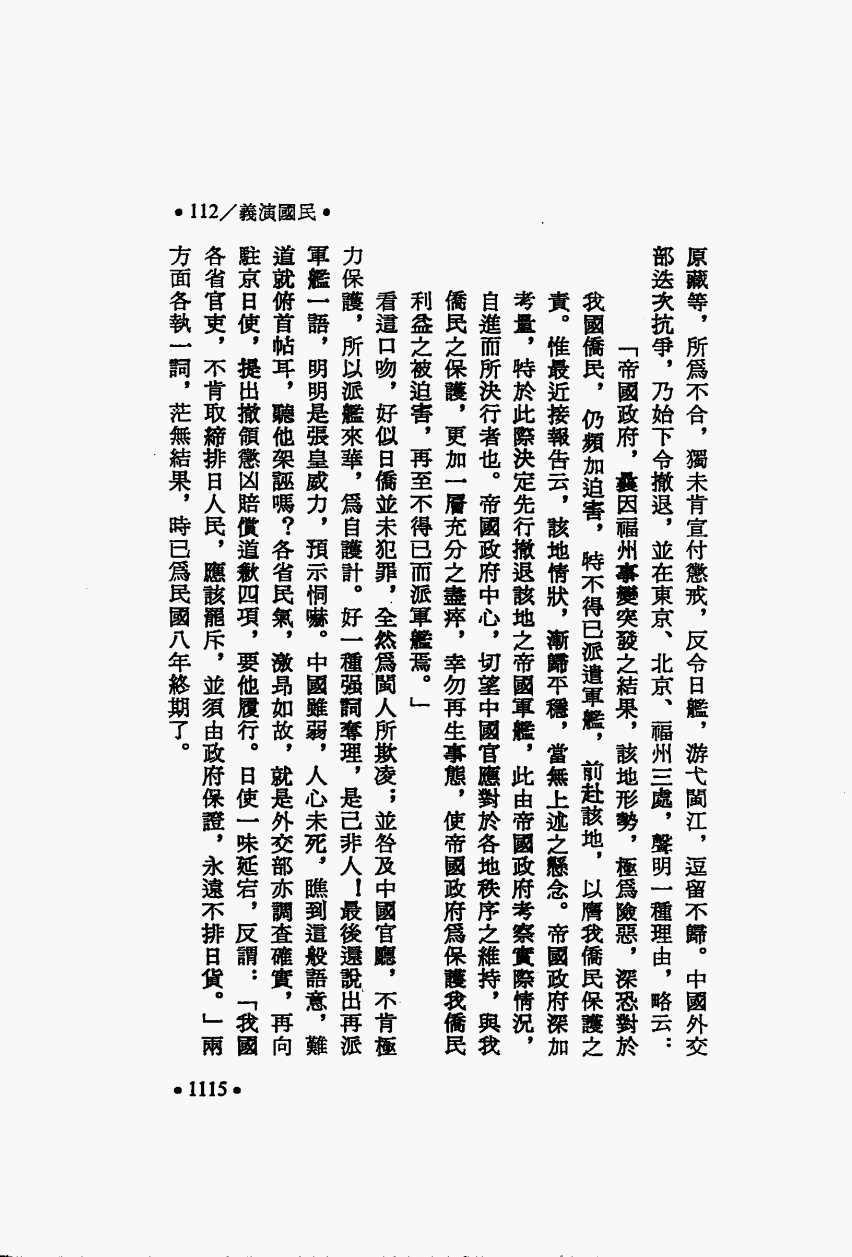 •112／義演國民•
原藏等，所爲不合，獨未肯宣付懲戒，反令日艦，游弋閩江，逗留不歸。中國外交
部迭次抗爭，乃始下令撤退，並在東京、北京、福州三處，聲明一種理由，略云：
「帝國政府，曩因福州事變突發之結果，該地形勢，極爲險惡，深恐對於
我國僑民，仍頻加迫害，特不得已派遣軍艦，前赴該地，以膺我僑民保護之
責。惟最近接報告云，該地情狀，漸歸平穩，當無上述之懸念。帝國政府深加
考量，特於此際決定先行撤退該地之帝國軍艦，此由帝國政府考察實際情況，
自進而所決行者也。帝國政府中心，切望中國官應對於各地秩序之維持，與我
僑民之保護，更加一層充分之盡瘁，幸勿再生事態，使帝國政府爲保護我僑民
利益之被迫害，再至不得已而派軍艦焉。」
看這口吻，好似日僑並未犯罪，全然爲閩人所欺凌；並咎及中國官廳，不肯極
力保護，所以派艦來華，爲自護計。好一種强詞奪理，是己非人！最後還說出再派
軍艦一語，明明是張皇威力，預示恫嚇。中國雖弱，人心未死，瞧到這般語意，難
道就俯首帖耳，聽他架誣嗎？各省民氣，激昂如故，就是外交部亦調查確實，再向
駐京日使，提出撤領懲凶賠償道歉四項，要他履行。日使一味延宕，反謂：「我國
各省官吏，不肯取締排日人民，應該罷斥，並須由政府保證，永遠不排日貨。」兩
方面各執一詞，茫無結果，時已爲民國八年終期了。
•1115•